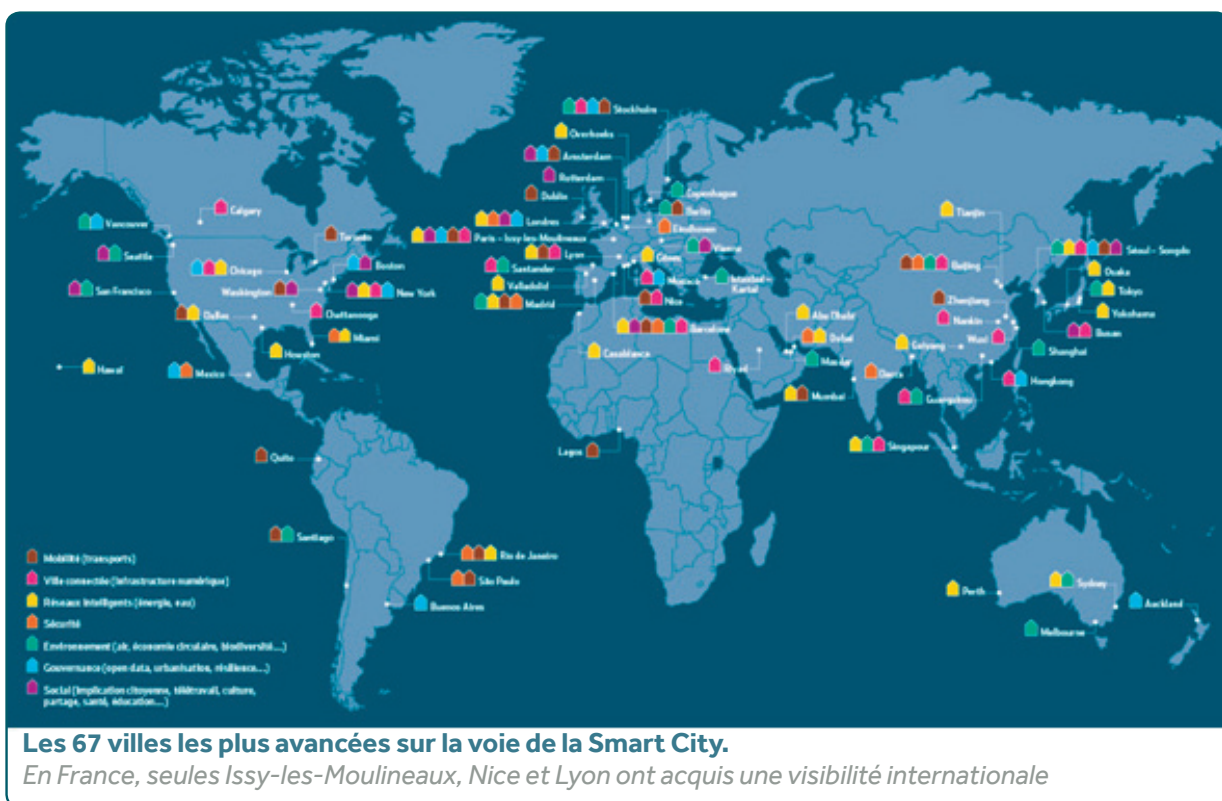 Stockholm
Overhoeks
Amsterdam
Rotterdam
Dublin
Copenhague
Berlin
Eindhoven
Londres
Paris – Issy-les-Moulineaux
Lyon
Gênes
Vienne
Santander
Monaco
Istanbul –
Kartal
Valladolid
Madrid
Nice
Barcelone
Casablanca
Vancouver
Calgary
Seattle
Toronto
Chicago
Boston
San Francisco
Washington
New York
Dallas
Chattanooga
Miami
Houston
Hawaï
Mexico
Tianjin
Séoul – Songdo
Beijing
Osaka
Tokyo
Zhenjiang
Yokohama
Nankin
Wuxi
Busan
Shanghai
Abu Dhabi
Dubaï
Masdar
Riyad
Mumbai
Dacca
Guiyang
Guangzhou
Hongkong
Singapour
Lagos
Quito
Santiago
Rio de Janeiro
São Paulo
Buenos Aires
Perth
Sydney
Melbourne
Auckland
Mobilité (transports)
Ville connectée (infrastructure numérique)
Réseaux intelligents (énergie, eau)
Sécurité
Environnement (air, économie circulaire, biodiversité...)
Gouvernance (open data, urbanisation, résilience...)
Social (implication citoyenne, télétravail, culture,
partage, santé, éducation...)
Les 67 villes les plus avancées sur la voie de la Smart City.
En France, seules Issy-les-Moulineaux, Nice et Lyon ont acquis une visibilité internationale